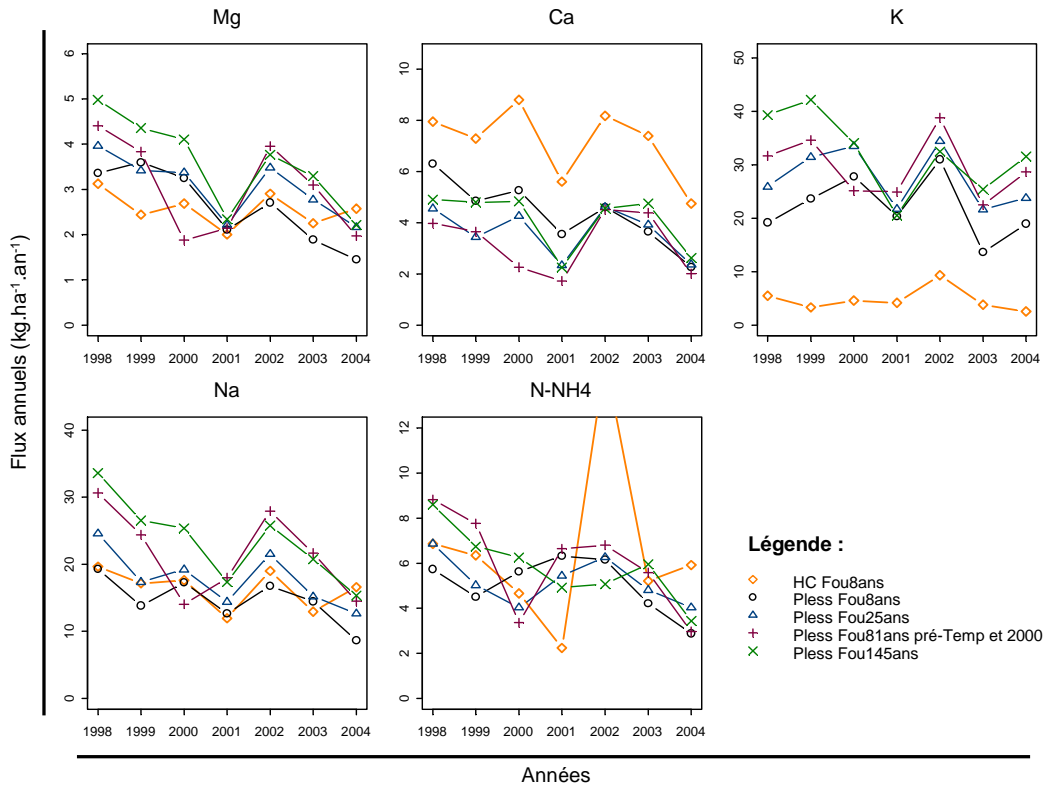 Mg
Ca
K
0 1 2 3 4 5 6
0 2 4 6 8 10
0 10 20 30 40 50
1998 1999 2000 2001 2002 2003 2004
1998 1999 2000 2001 2002 2003 2004
1998 1999 2000 2001 2002 2003 2004
Flux annuels (kg.ha⁻¹.an⁻¹)
Na
N-NH4
0 10 20 30 40
0 2 4 6 8 10 12
1998 1999 2000 2001 2002 2003 2004
1998 1999 2000 2001 2002 2003 2004
Légende :
HC Fou8ans
Pless Fou8ans
Pless Fou25ans
Pless Fou81ans pré-Temp et 2000
Pless Fou145ans
Années